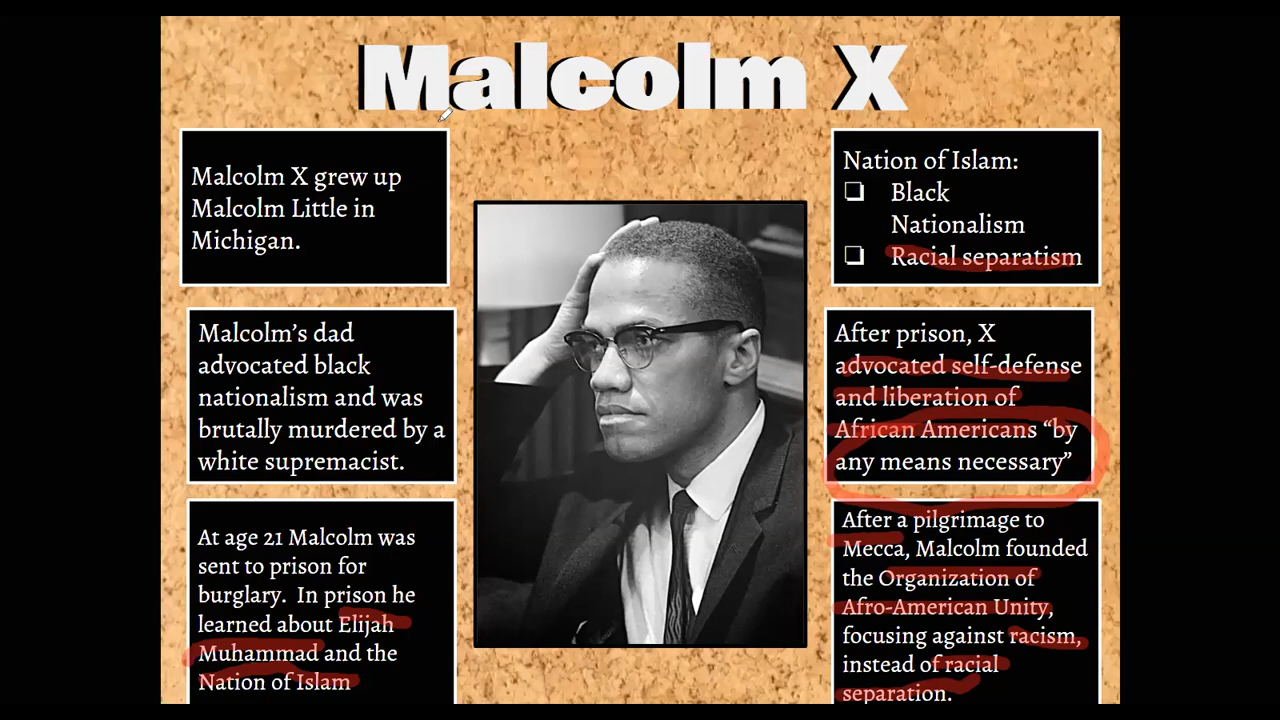 Malcolm X
Malcolm X grew up
Malcolm Little in
Michigan.
Malcolm’s dad
advocated black
nationalism and was
brutally murdered by a
white supremacist.
At age 21 Malcolm was
sent to prison for
burglary. In prison he
learned about Elijah
Muhammad and the
Nation of Islam
Nation of Islam:
❏ Black
Nationalism
❏ Racial separatism
After prison, X
advocated self-defense
and liberation of
African Americans “by
any means necessary”
After a pilgrimage to
Mecca, Malcolm founded
the Organization of
Afro-American Unity,
focusing against racism,
instead of racial
separation.